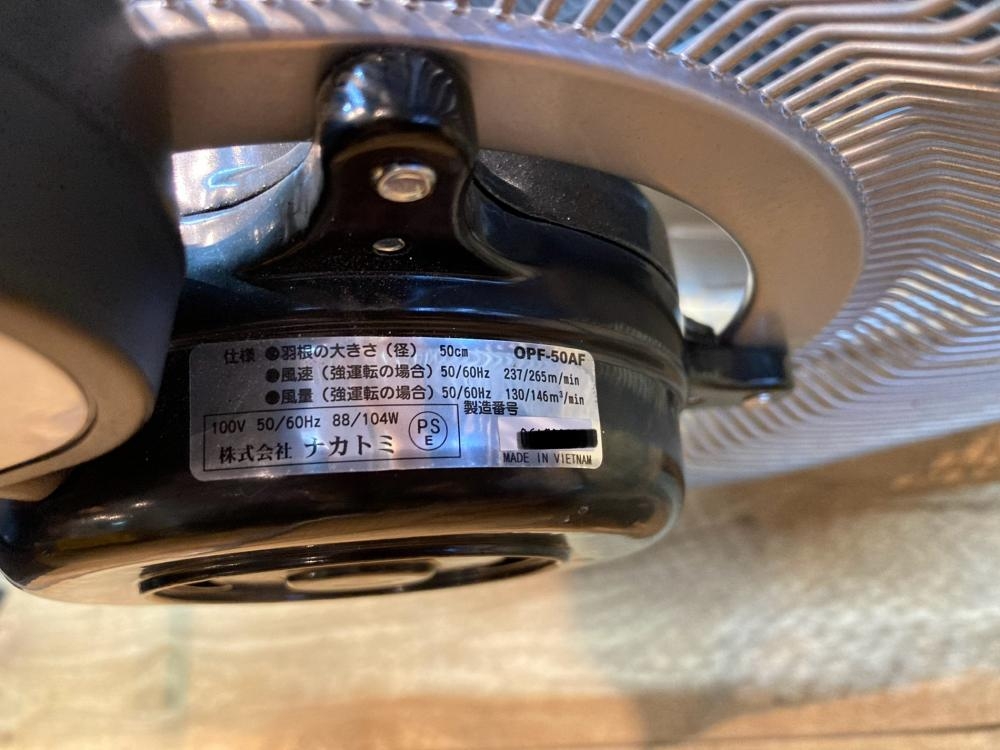 仕様 ●羽根の大きさ（径） 50cm OPF-50AF
●風速（強運転の場合）50/60Hz 237/265m/min
●風量（強運転の場合）50/60Hz 130/146m³/min
製造番号
100V 50/60Hz 88/104W PS E
株式会社 ナカトミ
MADE IN VIETNAM